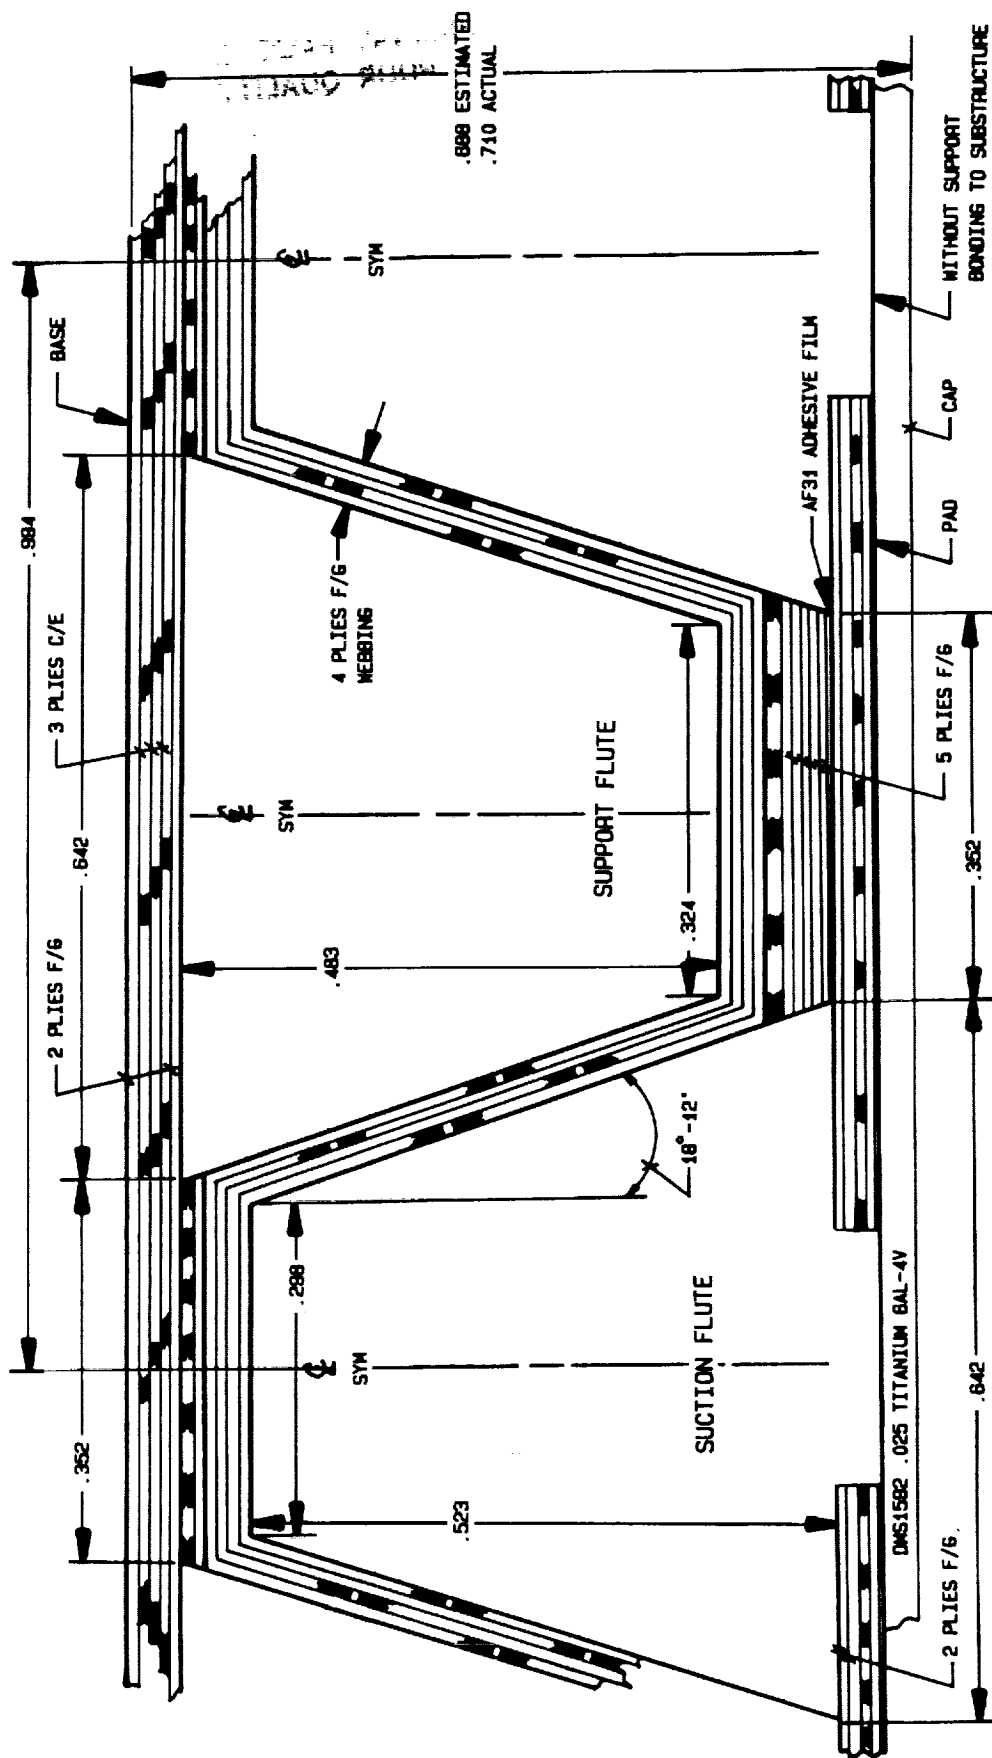 BASE
3 PLIES C/E
2 PLIES F/G
.984
.642
.352
.688 ESTIMATED
.710 ACTUAL
SYM
4 PLIES F/G
WEBBING
SYM
.483
SUPPORT FLUTE
.324
18°-12'
.288
SYM
SUCTION FLUTE
.523
AF31 ADHESIVE FILM
WITHOUT SUPPORT
BONDING TO SUBSTRUCTURE
CAP
PAD
5 PLIES F/G
.352
.642
DMS1582 .025 TITANIUM 6AL-4V
2 PLIES F/G